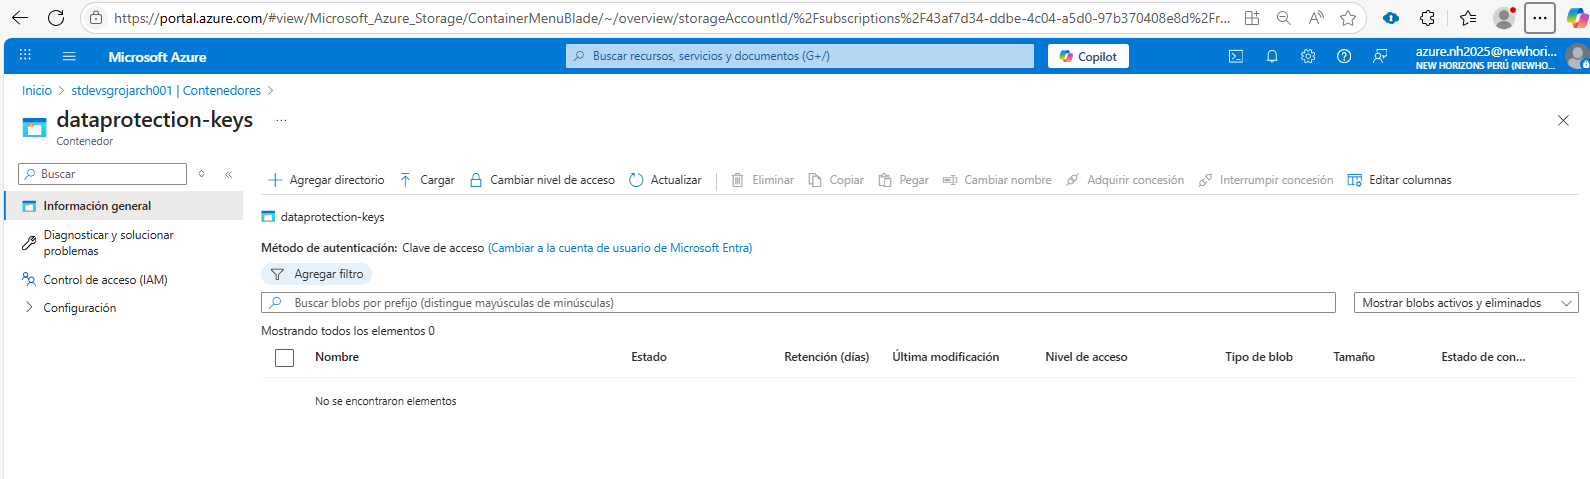 https://portal.azure.com/#view/Microsoft_Azure_Storage/ContainerMenuBlade/~/overview/storageAccountId/%2Fsubscriptions%2F43af7d34-ddbe-4c04-a5d0-97b370408e8d%2Fr...
Microsoft Azure
Buscar recursos, servicios y documentos (G+/)
Copilot
azure.nh2025@newhori...
NEW HORIZONS PERÚ (NEWHO...
Inicio > stdevsgrojarch001 | Contenedores >
dataprotection-keys ...
Contenedor
Buscar
Información general
Diagnosticar y solucionar
problemas
Control de acceso (IAM)
Configuración
Agregar directorio Cargar Cambiar nivel de acceso Actualizar Eliminar Copiar Pegar Cambiar nombre Adquirir concesión Interrumpir concesión Editar columnas
dataprotection-keys
Método de autenticación: Clave de acceso (Cambiar a la cuenta de usuario de Microsoft Entra)
Agregar filtro
Buscar blobs por prefijo (distingue mayúsculas de minúsculas)
Mostrar blobs activos y eliminados
Mostrando todos los elementos 0
Nombre Estado Retención (días) Última modificación Nivel de acceso Tipo de blob Tamaño Estado de con...
No se encontraron elementos